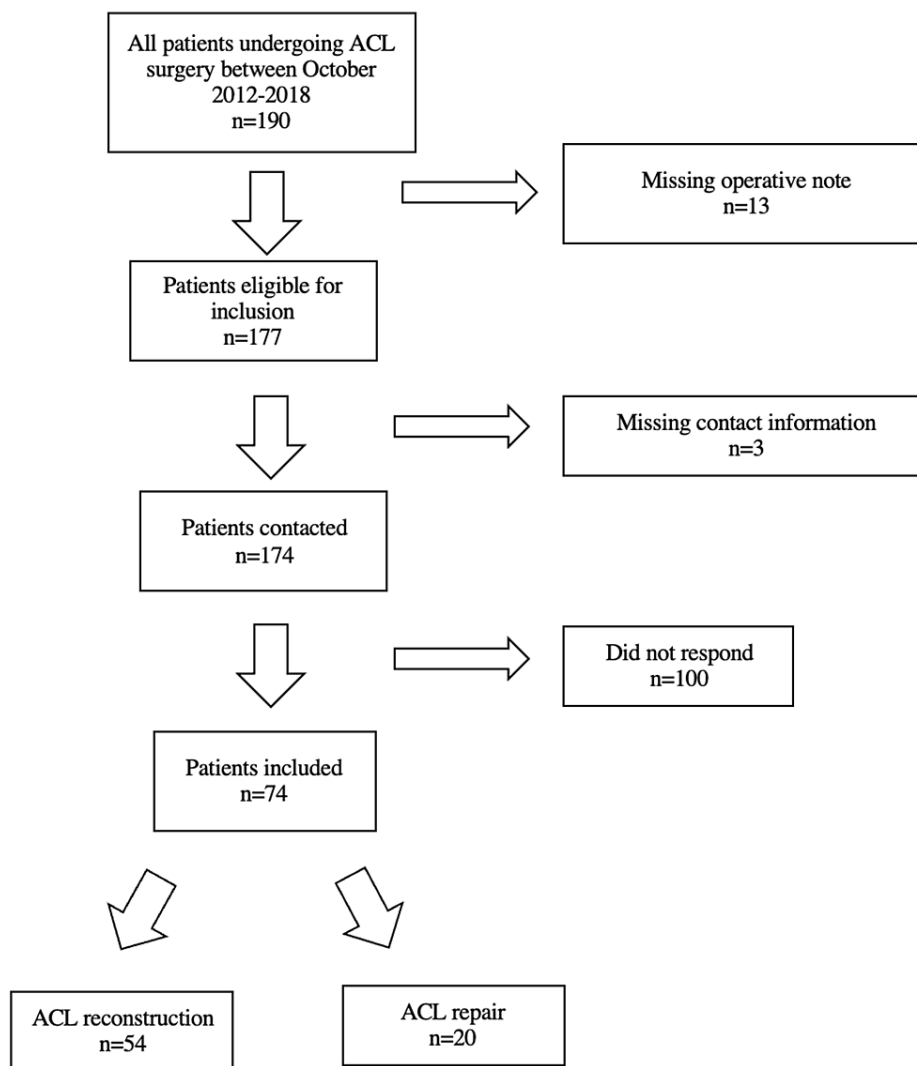 All patients undergoing ACL
surgery between October
2012-2018
n=190
Missing operative note
n=13
Patients eligible for
inclusion
n=177
Missing contact information
n=3
Patients contacted
n=174
Did not respond
n=100
Patients included
n=74
ACL reconstruction
n=54
ACL repair
n=20